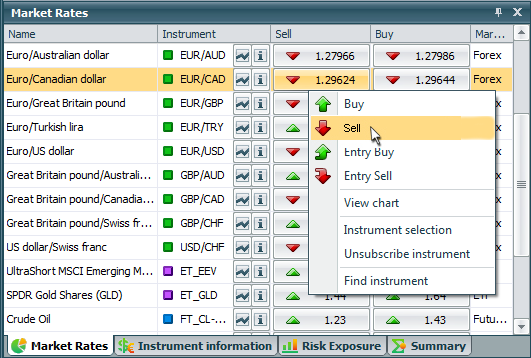 Market Rates
Name Instrument Sell Buy Mar...
Euro/Australian dollar EUR/AUD 1.27966 1.27986 Forex
Euro/Canadian dollar EUR/CAD 1.29624 1.29644 Forex
Euro/Great Britain pound EUR/GBP
Euro/Turkish lira EUR/TRY
Euro/US dollar EUR/USD
Great Britain pound/Australi... GBP/AUD
Great Britain pound/Canadia... GBP/CAD
Great Britain pound/Swiss fr... GBP/CHF
US dollar/Swiss franc USD/CHF
UltraShort MSCI Emerging M... ET_EEV
SPDR Gold Shares (GLD) ET_GLD 1.44 1.64 ETF
Crude Oil FT_CL-... 1.23 1.43 Futu...
Buy
Sell
Entry Buy
Entry Sell
View chart
Instrument selection
Unsubscribe instrument
Find instrument
Market Rates Instrument information Risk Exposure Summary